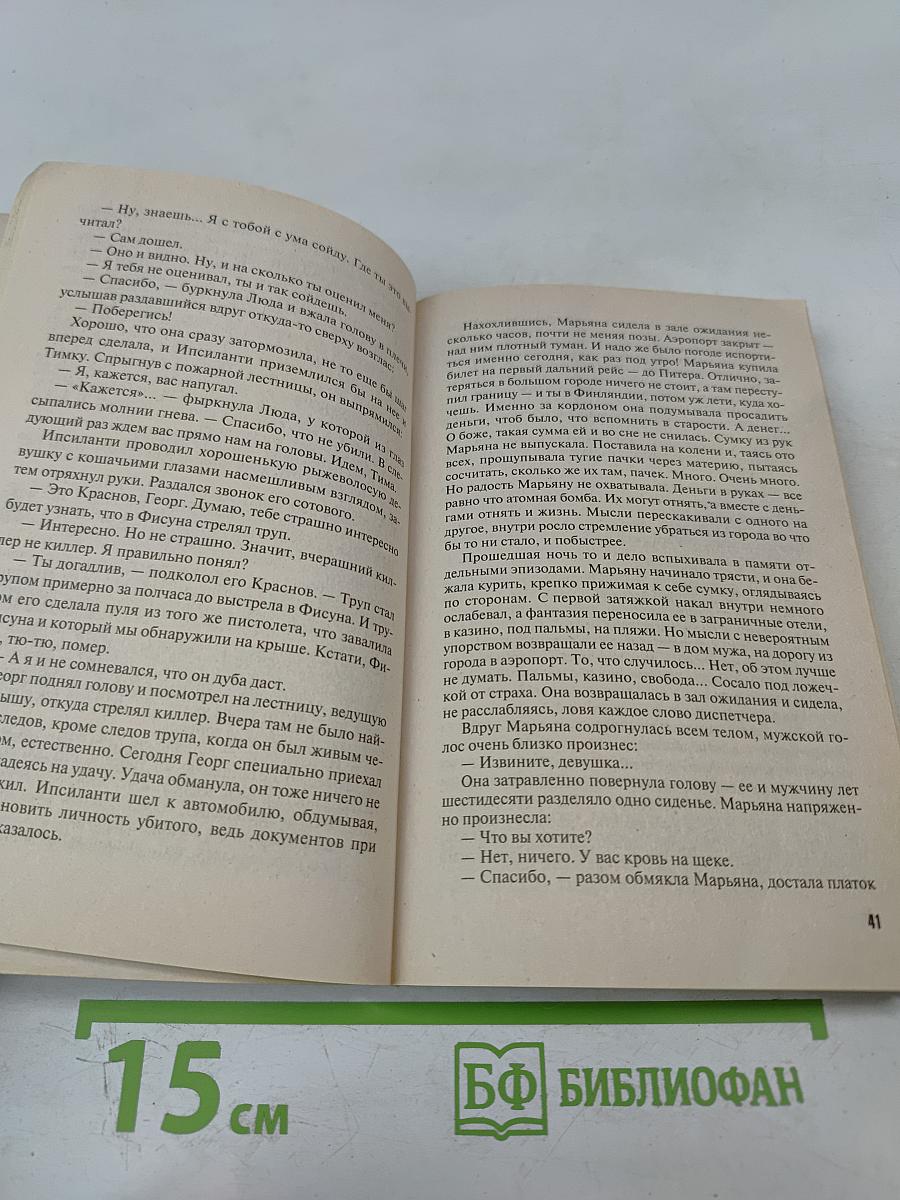 — Ну, знаешь... Я с тобой с ума сойду. Где ты это вы-
читал?
— Сам дошел.
— Оно и видно. Ну, и на сколько ты оценил меня?
— Я тебя не оценивал, ты и так сойдешь.
— Спасибо, — буркнула Люда и вжала голову в плечи,
услышав раздавшийся вдруг откуда-то сверху возглас:
— Поберегись!
Хорошо, что она сразу затормозила, не то еще бы шаг
вперед сделала, и Ипсиланти приземлился бы на нее и
Тимку. Спрыгнув с пожарной лестницы, он выпрямился:
— Я, кажется, вас напугал.
— «Кажется»... — фыркнула Люда, у которой из глаз
сыпались молнии гнева. — Спасибо, что не убили. В сле-
дующий раз ждем вас прямо нам на головы. Идем, Тима.
Ипсиланти проводил хорошенькую рыжеволосую де-
вушку с кошачьими глазами насмешливым взглядом, за-
тем отряхнул руки. Раздался звонок его сотового.
— Это Краснов, Георг. Думаю, тебе страшно интересно
будет узнать, что в Фисуна стрелял труп.
— Интересно. Но не страшно. Значит, вчерашний кил-
лер не киллер. Я правильно понял?
— Ты догадлив, — подколол его Краснов. — Труп стал
рупом примерно за полчаса до выстрела в Фисуна. И тру-
ом его сделала пуля из того же пистолета, что завалила
исуна и который мы обнаружили на крыше. Кстати, Фи-
, тю-тю, помер.
— А я и не сомневался, что он дуба даст.
еорг поднял голову и посмотрел на лестницу, ведущую
ышу, откуда стрелял киллер. Вчера там не было най-
следов, кроме следов трупа, когда он был живым че-
ом, естественно. Сегодня Георг специально приехал
адеясь на удачу. Удача обманула, он тоже ничего не
жил. Ипсиланти шел к автомобилю, обдумывая,
новить личность убитого, ведь документов при
казалось.
Нахохлившись, Марьяна сидела в зале ожидания не-
сколько часов, почти не меняя позы. Аэропорт закрыт —
над ним плотный туман. И надо же было погоде испорти-
ться именно сегодня, как раз под утро! Марьяна купила
билет на первый дальний рейс — до Питера. Отлично, за-
теряться в большом городе ничего не стоит, а там пересту-
пил границу — и ты в Финляндии, потом уж лети, куда хо-
чешь. Именно за кордоном она подумывала просадить
деньги, чтоб было, что вспомнить в старости. А денег...
О боже, такая сумма ей и во сне не снилась. Сумку из рук
Марьяна не выпускала. Поставила на колени и, таясь ото
всех, прощупывала тугие пачки через материю, пытаясь
сосчитать, сколько же их там, пачек. Много. Очень много.
Но радость Марьяну не охватывала. Деньги в руках — все
равно что атомная бомба. Их могут отнять, а вместе с день-
гами отнять и жизнь. Мысли перескакивали с одного на
другое, внутри росло стремление убраться из города во что
бы то ни стало, и побыстрее.
Прошедшая ночь то и дело вспыхивала в памяти от-
дельными эпизодами. Марьяну начинало трясти, и она бе-
жала курить, крепко прижимая к себе сумку, оглядываясь
по сторонам. С первой затяжкой накал внутри немного
ослабевал, а фантазия переносила ее в заграничные отели,
в казино, под пальмы, на пляжи. Но мысли с невероятным
упорством возвращали ее назад — в дом мужа, на дорогу из
города в аэропорт. То, что случилось... Нет, об этом лучше
не думать. Пальмы, казино, свобода... Сосало под ложеч-
кой от страха. Она возвращалась в зал ожидания и сидела,
не расслабляясь, ловя каждое слово диспетчера.
Вдруг Марьяна содрогнулась всем телом, мужской го-
лос очень близко произнес:
— Извините, девушка...
Она затравленно повернула голову — ее и мужчину лет
шестидесяти разделяло одно сиденье. Марьяна напряжен-
но произнесла:
— Что вы хотите?
— Нет, ничего. У вас кровь на щеке.
— Спасибо, — разом обмякла Марьяна, достала платок
41
15 см
БФ БИБЛИОФАН